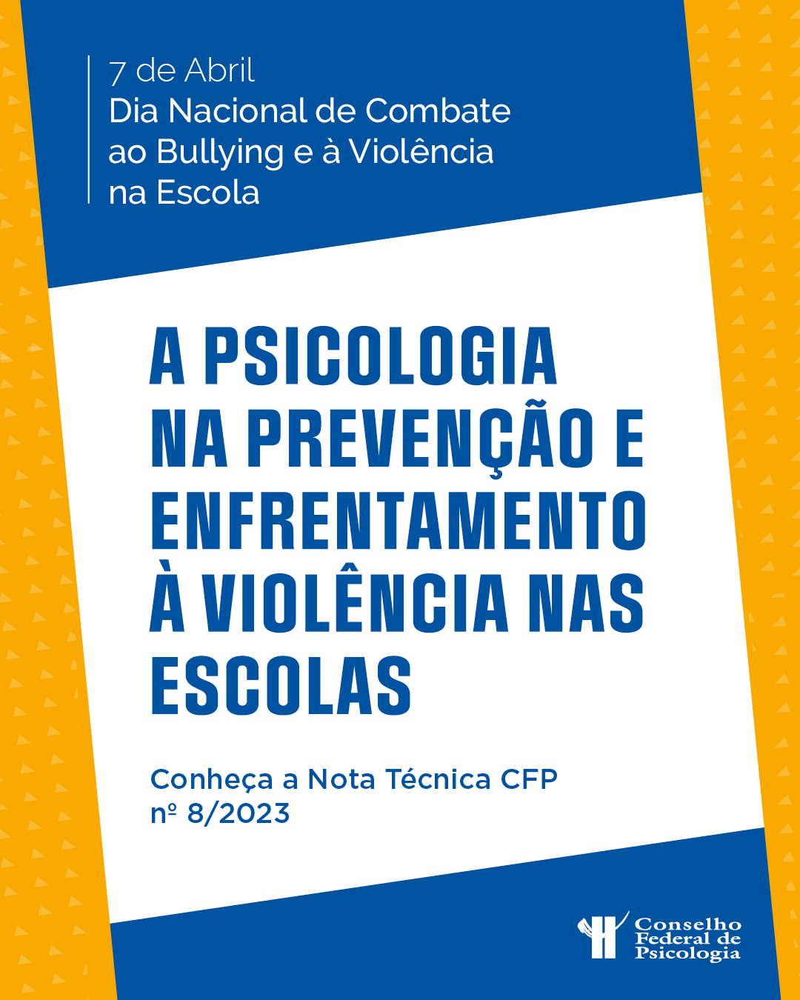 7 de Abril
Dia Nacional de Combate
ao Bullying e à Violência
na Escola
A PSICOLOGIA
NA PREVENÇÃO E
ENFRENTAMENTO
À VIOLÊNCIA NAS
ESCOLAS
Conheça a Nota Técnica CFP
nº 8/2023
Conselho
Federal de
Psicologia